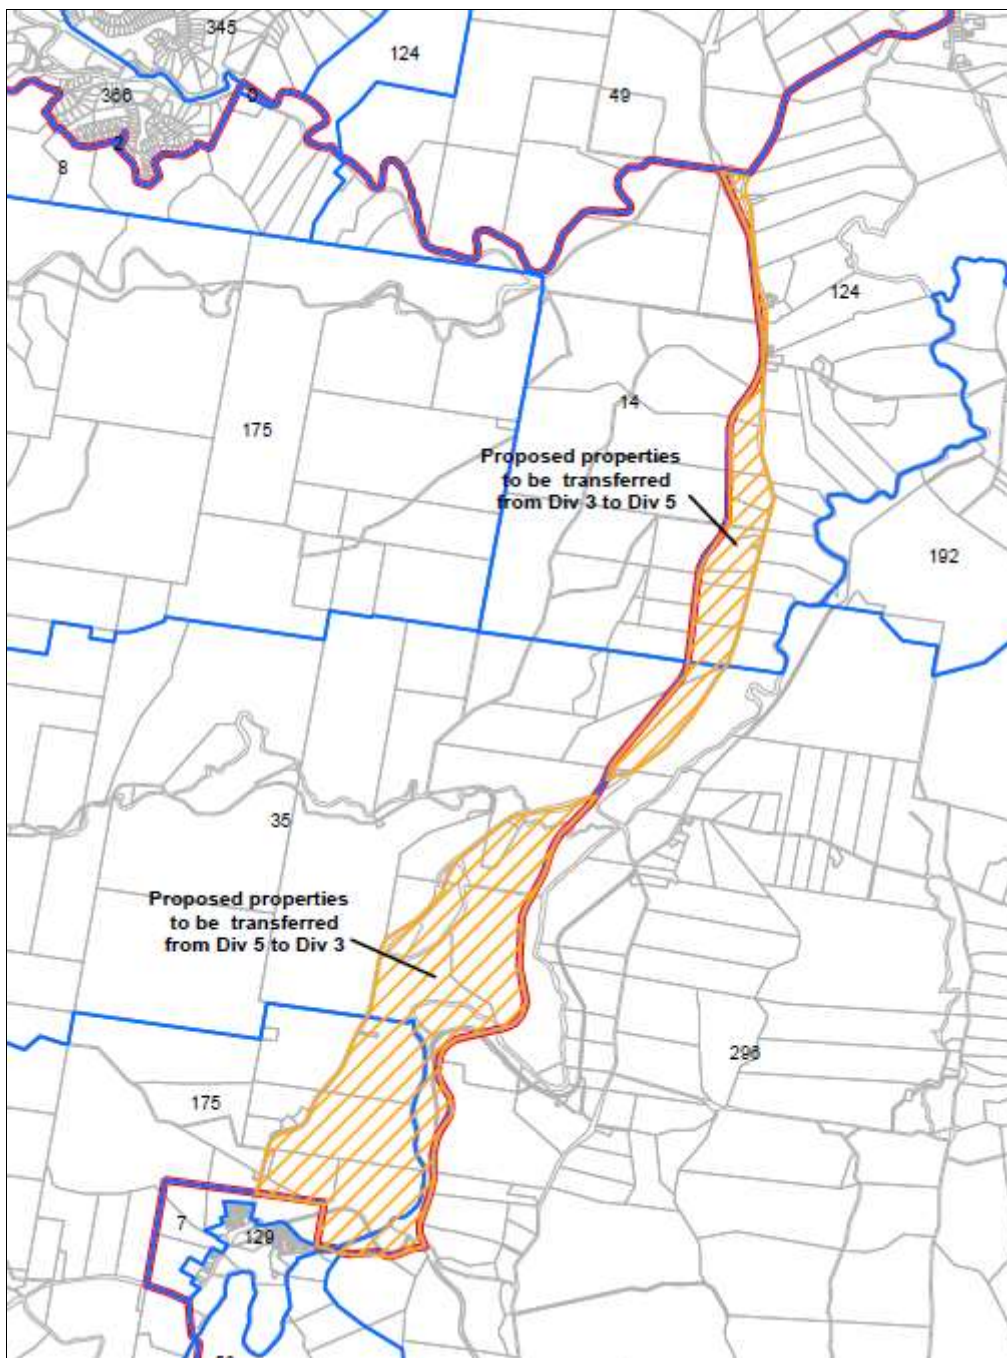 345
124
366
9
49
2
8
124
14
175
Proposed properties
to be transferred
from Div 3 to Div 5
192
35
Proposed properties
to be transferred
from Div 5 to Div 3
296
175
7
129